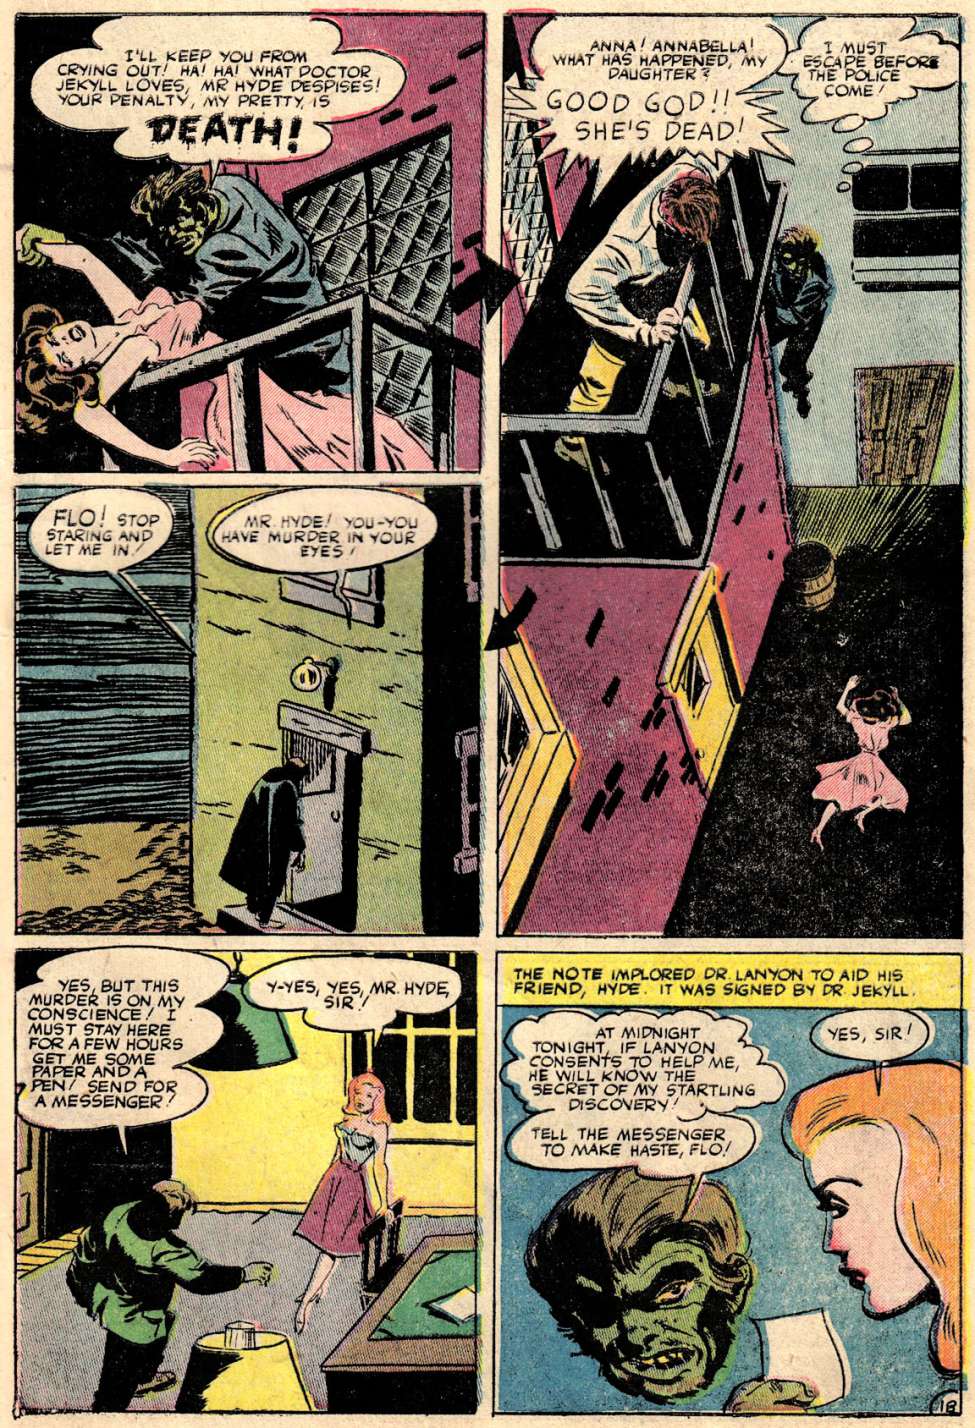 I'LL KEEP YOU FROM
CRYING OUT! HA! HA! WHAT DOCTOR
JEKYLL LOVES, MR HYDE DESPISES!
YOUR PENALTY, MY PRETTY, IS
DEATH!
ANNA! ANNABELLA!
WHAT HAS HAPPENED, MY
DAUGHTER?
GOOD GOD!!
SHE'S DEAD!
I MUST
ESCAPE BEFORE
THE POLICE
COME!
FLO! STOP
STARING AND
LET ME IN!
MR. HYDE! YOU-YOU
HAVE MURDER IN YOUR
EYES!
YES, BUT THIS
MURDER IS ON MY
CONSCIENCE! I
MUST STAY HERE
FOR A FEW HOURS
GET ME SOME
PAPER AND A
PEN! SEND FOR
A MESSENGER!
Y-YES, YES, MR. HYDE,
SIR!
THE NOTE IMPLORED DR. LANYON TO AID HIS
FRIEND, HYDE. IT WAS SIGNED BY DR. JEKYLL.
AT MIDNIGHT
TONIGHT, IF LANYON
CONSENTS TO HELP ME,
HE WILL KNOW THE
SECRET OF MY STARTLING
DISCOVERY!
TELL THE MESSENGER
TO MAKE HASTE, FLO!
YES, SIR!
18